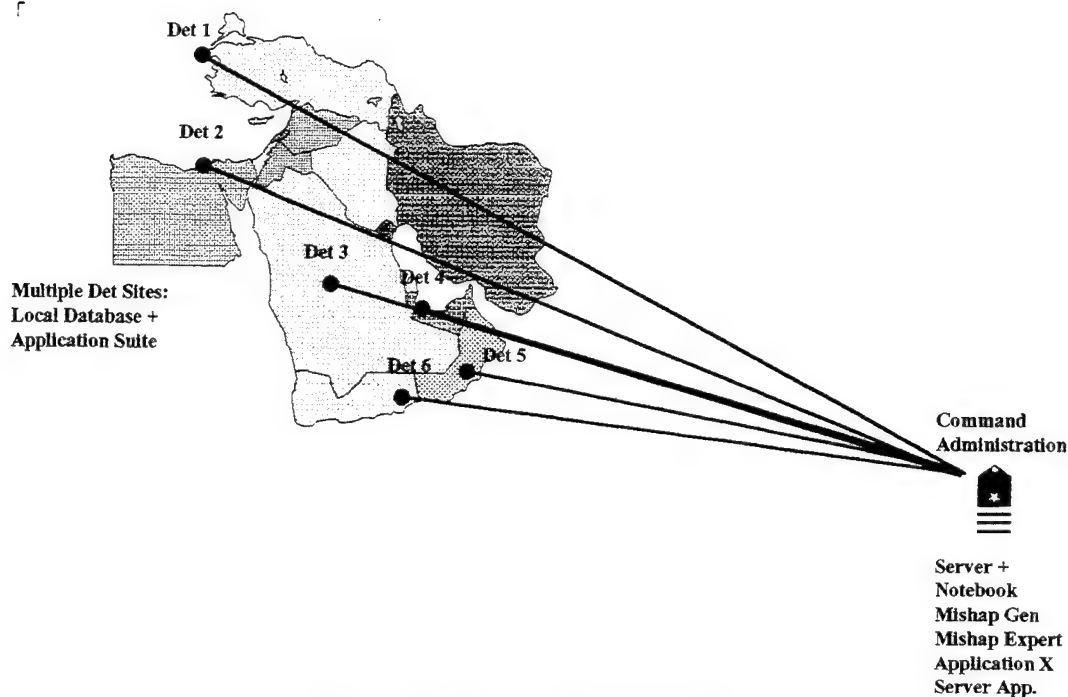 Det 1
Det 2
Det 3
Det 4
Multiple Det Sites:
Local Database +
Application Suite
Det 5
Det 6
Command
Administration
Server +
Notebook
Mishap Gen
Mishap Expert
Application X
Server App.